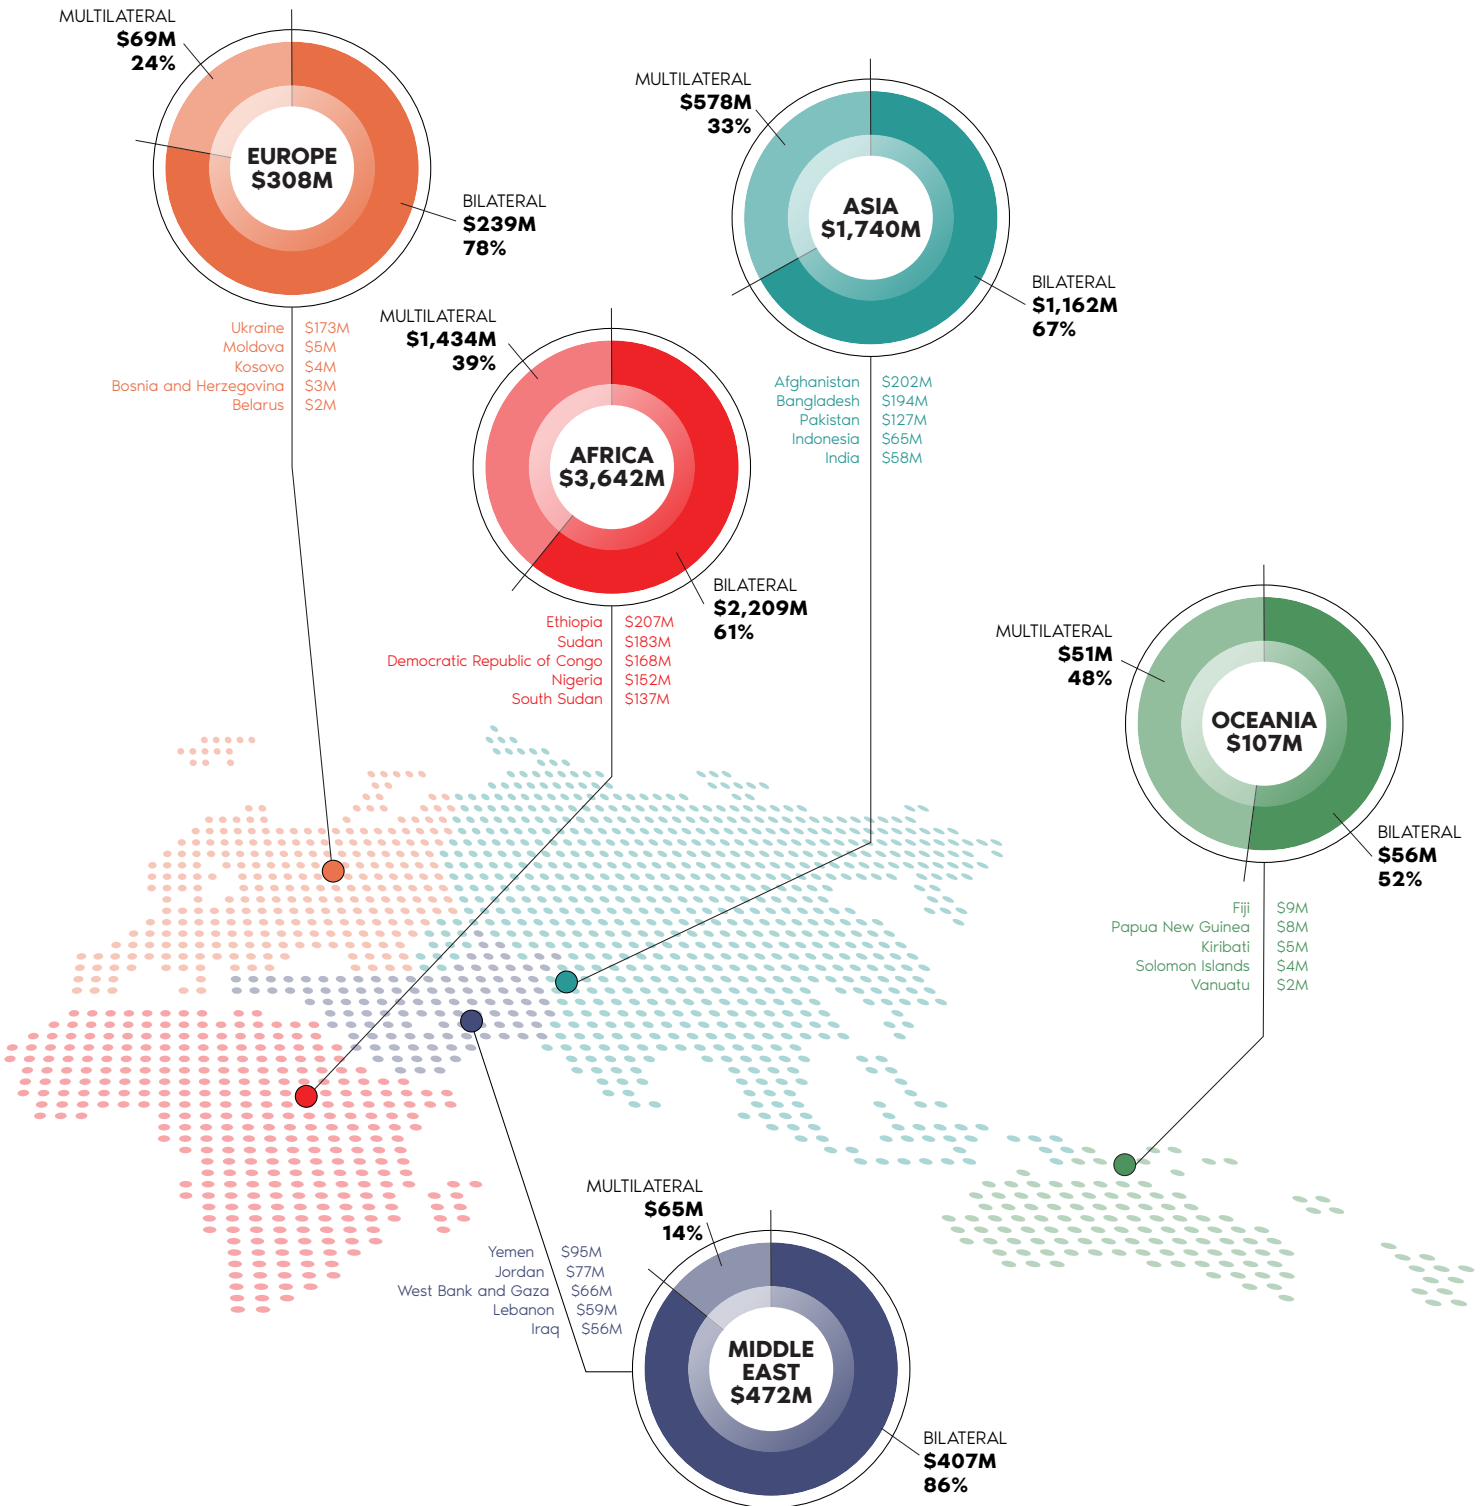 MULTILATERAL
$69M
24%
EUROPE
$308M
BILATERAL
$239M
78%
Ukraine $173M
Moldova $5M
Kosovo $4M
Bosnia and Herzegovina $3M
Belarus $2M
MULTILATERAL
$578M
33%
ASIA
$1,740M
BILATERAL
$1,162M
67%
Afghanistan $202M
Bangladesh $194M
Pakistan $127M
Indonesia $65M
India $58M
MULTILATERAL
$1,434M
39%
AFRICA
$3,642M
BILATERAL
$2,209M
61%
Ethiopia $207M
Sudan $183M
Democratic Republic of Congo $168M
Nigeria $152M
South Sudan $137M
MULTILATERAL
$51M
48%
OCEANIA
$107M
BILATERAL
$56M
52%
Fiji $9M
Papua New Guinea $8M
Kiribati $5M
Solomon Islands $4M
Vanuatu $2M
MULTILATERAL
$65M
14%
Yemen $95M
Jordan $77M
West Bank and Gaza $66M
Lebanon $59M
Iraq $56M
MIDDLE
EAST
$472M
BILATERAL
$407M
86%